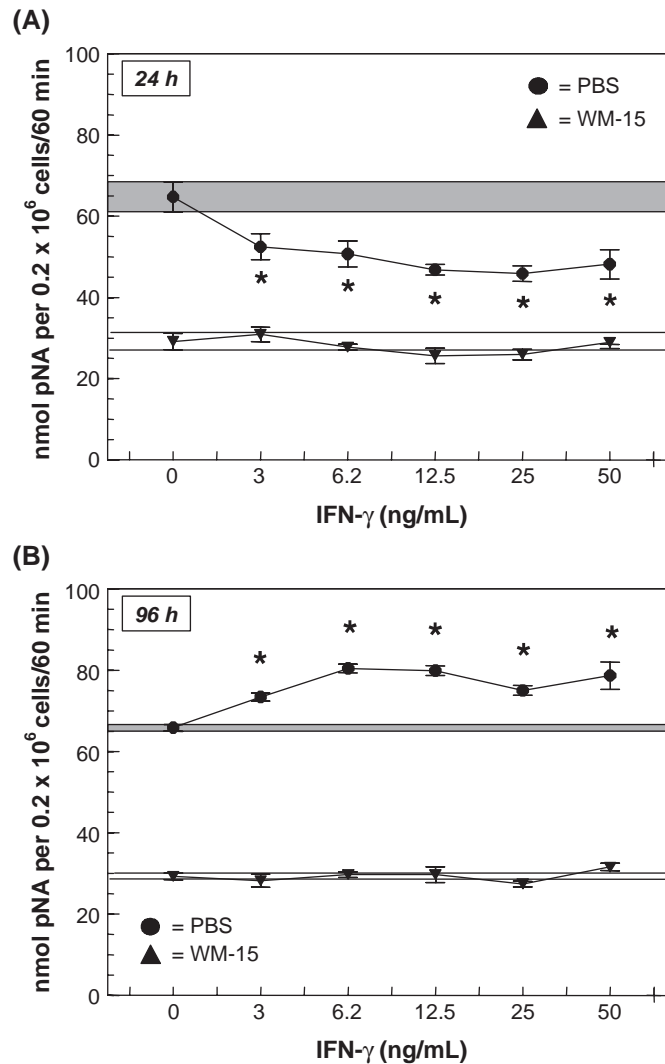 (A)
24 h
● = PBS
▲ = WM-15
nmol pNA per 0.2 x 10⁶ cells/60 min
100
80
60
40
20
0
* * * * *
0 3 6.2 12.5 25 50
IFN-γ (ng/mL)
(B)
96 h
nmol pNA per 0.2 x 10⁶ cells/60 min
100
80
60
40
20
0
* * * * *
● = PBS
▲ = WM-15
0 3 6.2 12.5 25 50
IFN-γ (ng/mL)